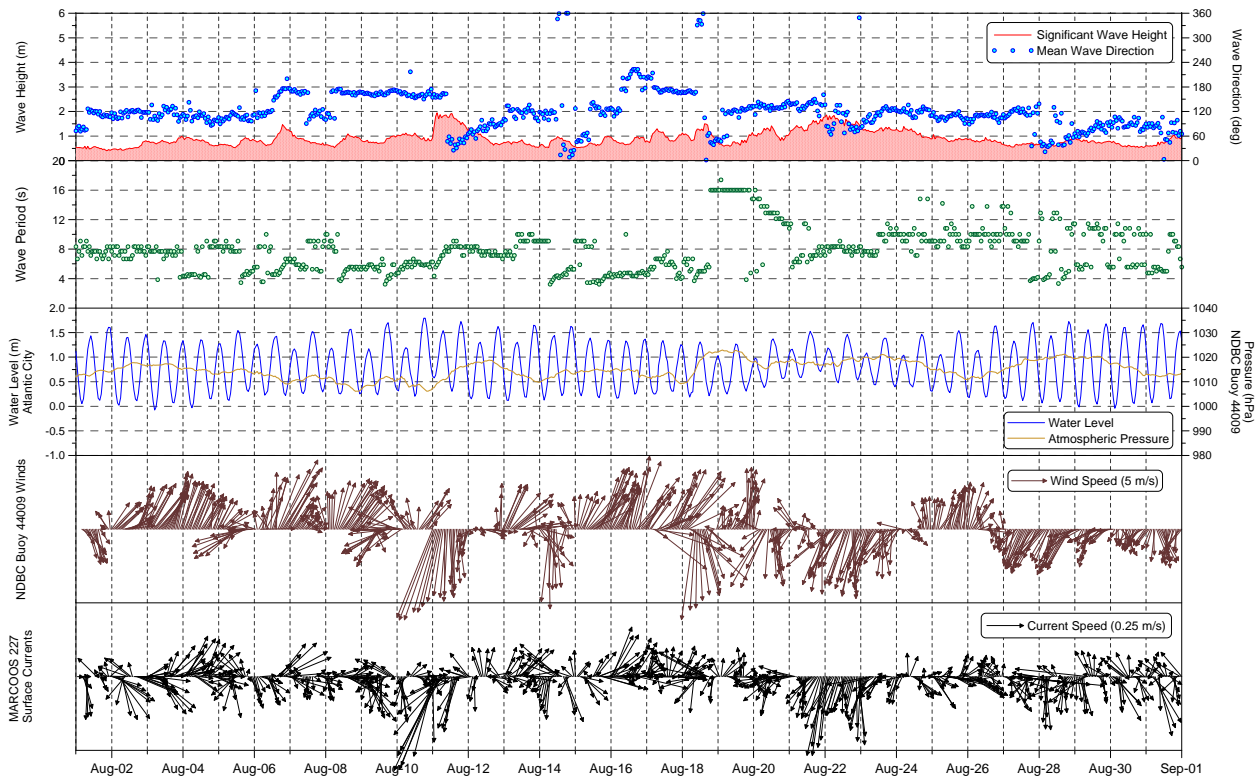 6
5
4
3
2
1
20
Wave Height (m)
360
300
240
180
120
60
0
Wave Direction (deg)
Significant Wave Height
Mean Wave Direction
16
12
8
4
2.0
Wave Period (s)
1.5
1.0
0.5
0.0
-0.5
-1.0
Water Level (m)
Atlantic City
1040
1030
1020
1010
1000
990
980
Pressure (hPa)
NDBC Buoy 44009
Water Level
Atmospheric Pressure
NDBC Buoy 44009 Winds
Wind Speed (5 m/s)
MARCOOS 227
Surface Currents
Current Speed (0.25 m/s)
Aug-02 Aug-04 Aug-06 Aug-08 Aug-10 Aug-12 Aug-14 Aug-16 Aug-18 Aug-20 Aug-22 Aug-24 Aug-26 Aug-28 Aug-30 Sep-01